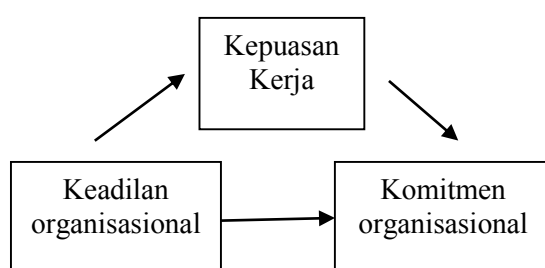 Kepuasan
Kerja
Keadilan
organisasional
Komitmen
organisasional